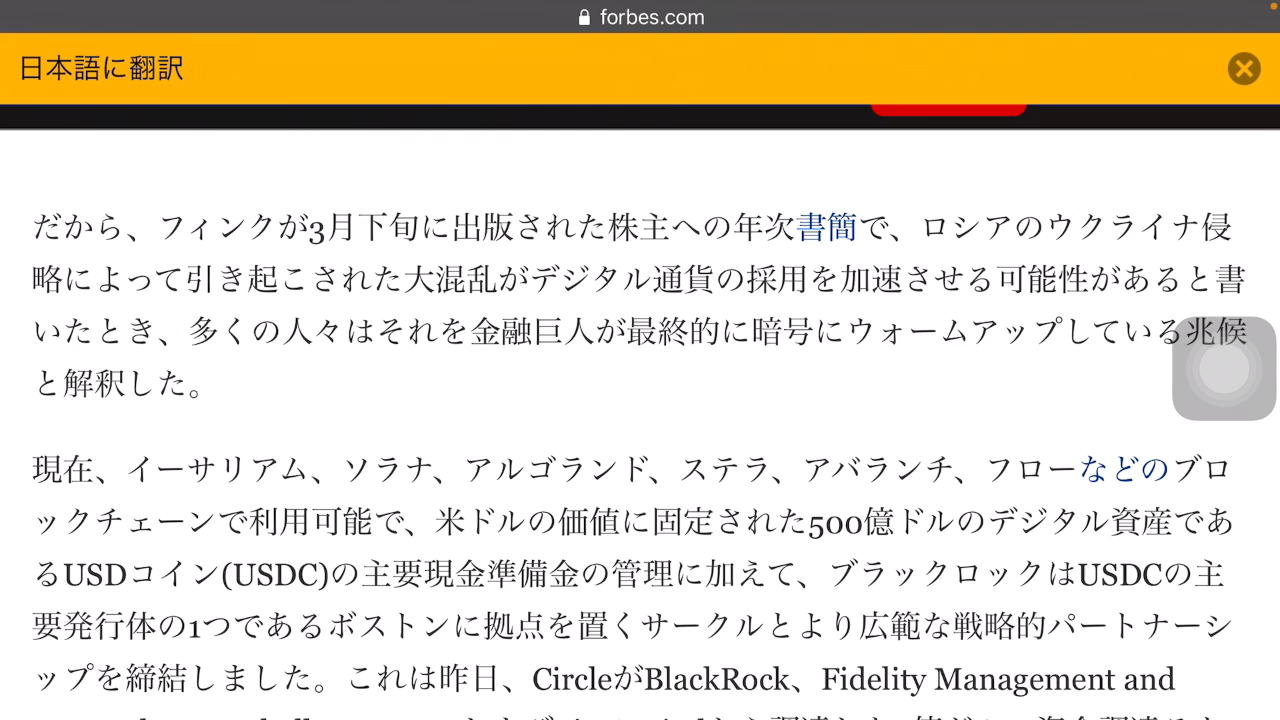 forbes.com
日本語に翻訳
だから、フィンクが3月下旬に出版された株主への年次書簡で、ロシアのウクライナ侵
略によって引き起こされた大混乱がデジタル通貨の採用を加速させる可能性があると書
いたとき、多くの人々はそれを金融巨人が最終的に暗号にウォームアップしている兆候
と解釈した。
現在、イーサリアム、ソラナ、アルゴランド、ステラ、アバランチ、フローなどのブロ
ックチェーンで利用可能で、米ドルの価値に固定された500億ドルのデジタル資産であ
るUSDコイン(USDC)の主要現金準備金の管理に加えて、ブラックロックはUSDCの主
要発行体の1つであるボストンに拠点を置くサークルとより広範な戦略的パートナーシ
ップを締結しました。これは昨日、CircleがBlackRock、Fidelity Management and